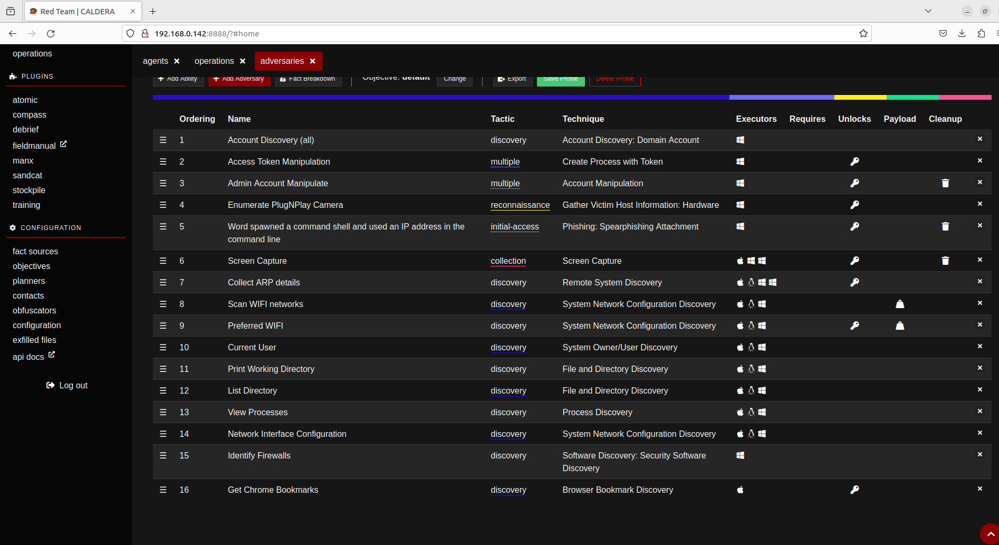 Red Team | CALDERA
192.168.0.142:8888/?#home
operations
PLUGINS
atomic
compass
debrief
fieldmanual
manx
sandcat
stockpile
training
CONFIGURATION
fact sources
objectives
planners
contacts
obfuscators
configuration
exfilled files
api docs
Log out
agents operations adversaries
Add Ability Add Adversary Fact Breakdown Objective: default Change Export Save Profile Delete Profile
Ordering Name Tactic Technique Executors Requires Unlocks Payload Cleanup
1 Account Discovery (all) discovery Account Discovery: Domain Account
2 Access Token Manipulation multiple Create Process with Token
3 Admin Account Manipulate multiple Account Manipulation
4 Enumerate PlugNPlay Camera reconnaissance Gather Victim Host Information: Hardware
5 Word spawned a command shell and used an IP address in the initial-access Phishing: Spearphishing Attachment
command line
6 Screen Capture collection Screen Capture
7 Collect ARP details discovery Remote System Discovery
8 Scan WIFI networks discovery System Network Configuration Discovery
9 Preferred WIFI discovery System Network Configuration Discovery
10 Current User discovery System Owner/User Discovery
11 Print Working Directory discovery File and Directory Discovery
12 List Directory discovery File and Directory Discovery
13 View Processes discovery Process Discovery
14 Network Interface Configuration discovery System Network Configuration Discovery
15 Identify Firewalls discovery Software Discovery: Security Software
Discovery
16 Get Chrome Bookmarks discovery Browser Bookmark Discovery